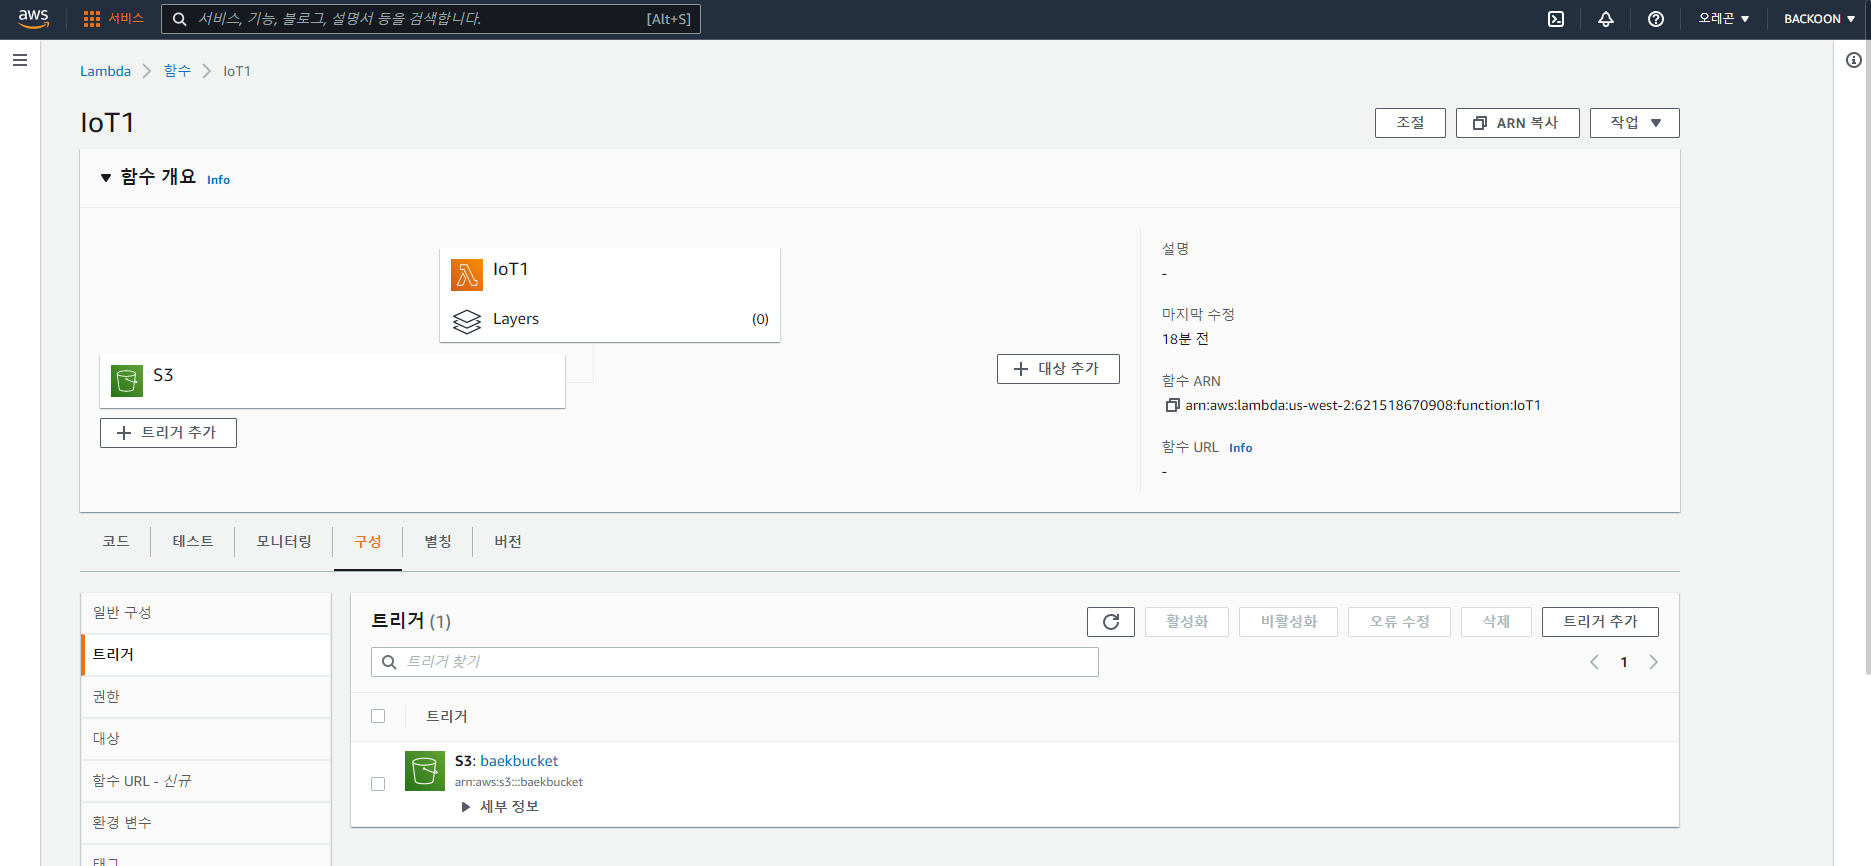 aws
서비스
서비스, 기능, 블로그, 설명서 등을 검색합니다.
[Alt+S]
오레곤 ▼
BACKOON ▼
Lambda > 함수 > IoT1
IoT1
조절
ARN 복사
작업 ▼
▼ 함수 개요 Info
IoT1
Layers (0)
S3
+ 트리거 추가
+ 대상 추가
설명
-
마지막 수정
18분 전
함수 ARN
arn:aws:lambda:us-west-2:621518670908:function:IoT1
함수 URL Info
-
코드
테스트
모니터링
구성
별칭
버전
일반 구성
트리거
권한
대상
함수 URL - 신규
환경 변수
태그
트리거 (1)
활성화
비활성화
오류 수정
삭제
트리거 추가
트리거 찾기
< 1 >
트리거
S3: baekbucket
arn:aws:s3:::baekbucket
▶ 세부 정보